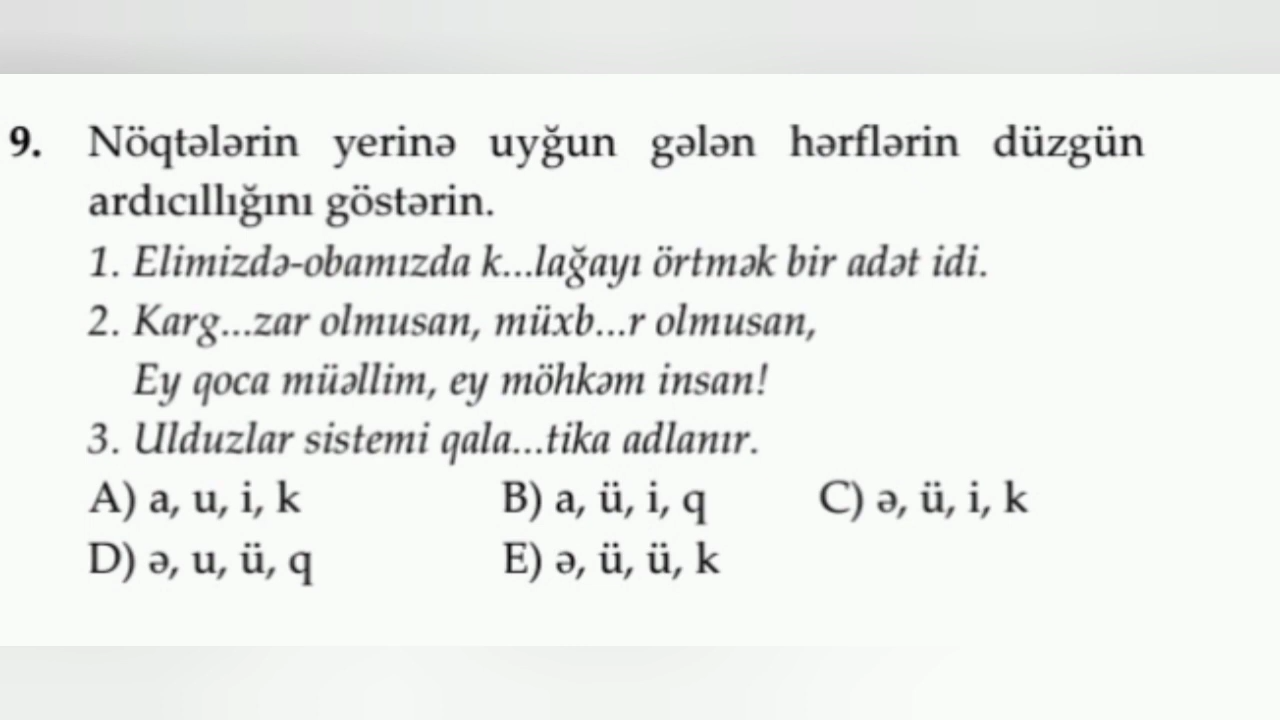 9. Nöqtələrin yerinə uyğun gələn hərflərin düzgün
ardıcıllığını göstərin.
1. Elimizdə-obamızda k...lağayı örtmək bir adət idi.
2. Karg...zar olmusan, müxb...r olmusan,
Ey qoca müəllim, ey möhkəm insan!
3. Ulduzlar sistemi qala...tika adlanır.
A) a, u, i, k B) a, ü, i, q C) ə, ü, i, k
D) ə, u, ü, q E) ə, ü, ü, k